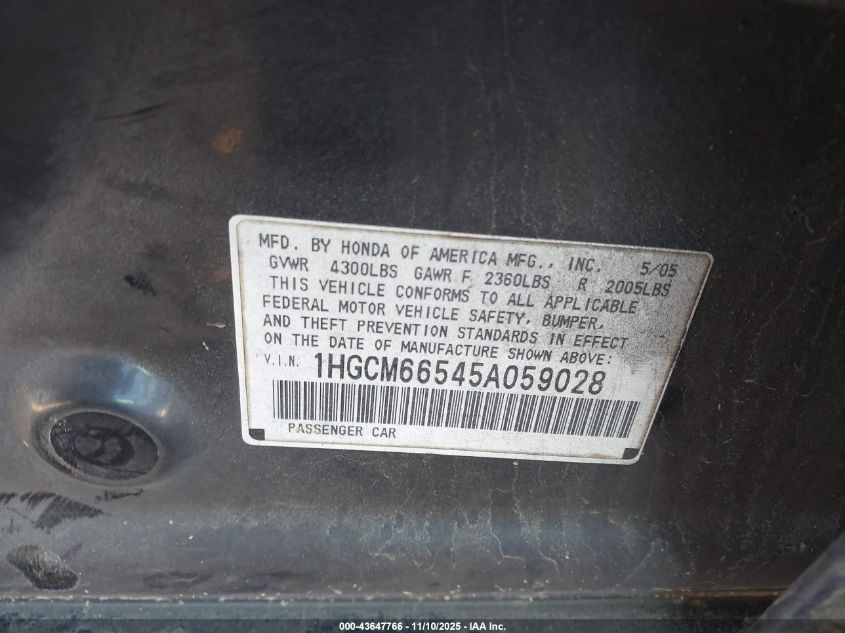 MFD. BY HONDA OF AMERICA MFG., INC. 5/05
GVWR 4300LBS GAWR F 2360LBS R 2005LBS
THIS VEHICLE CONFORMS TO ALL APPLICABLE
FEDERAL MOTOR VEHICLE SAFETY, BUMPER,
AND THEFT PREVENTION STANDARDS IN EFFECT
ON THE DATE OF MANUFACTURE SHOWN ABOVE:
V.I.N. 1HGCM66545A059028
PASSENGER CAR
000-43647766 - 11/10/2025 - IAA Inc.